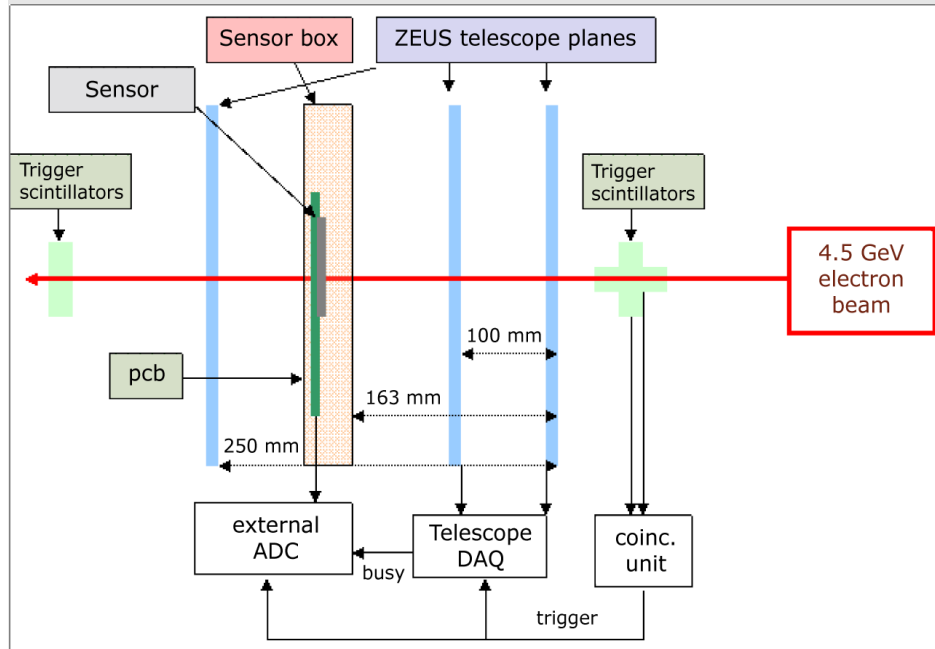 Sensor box
ZEUS telescope planes
Sensor
Trigger
scintillators
Trigger
scintillators
4.5 GeV
electron
beam
100 mm
pcb
163 mm
250 mm
external
ADC
Telescope
DAQ
coinc.
unit
busy
trigger